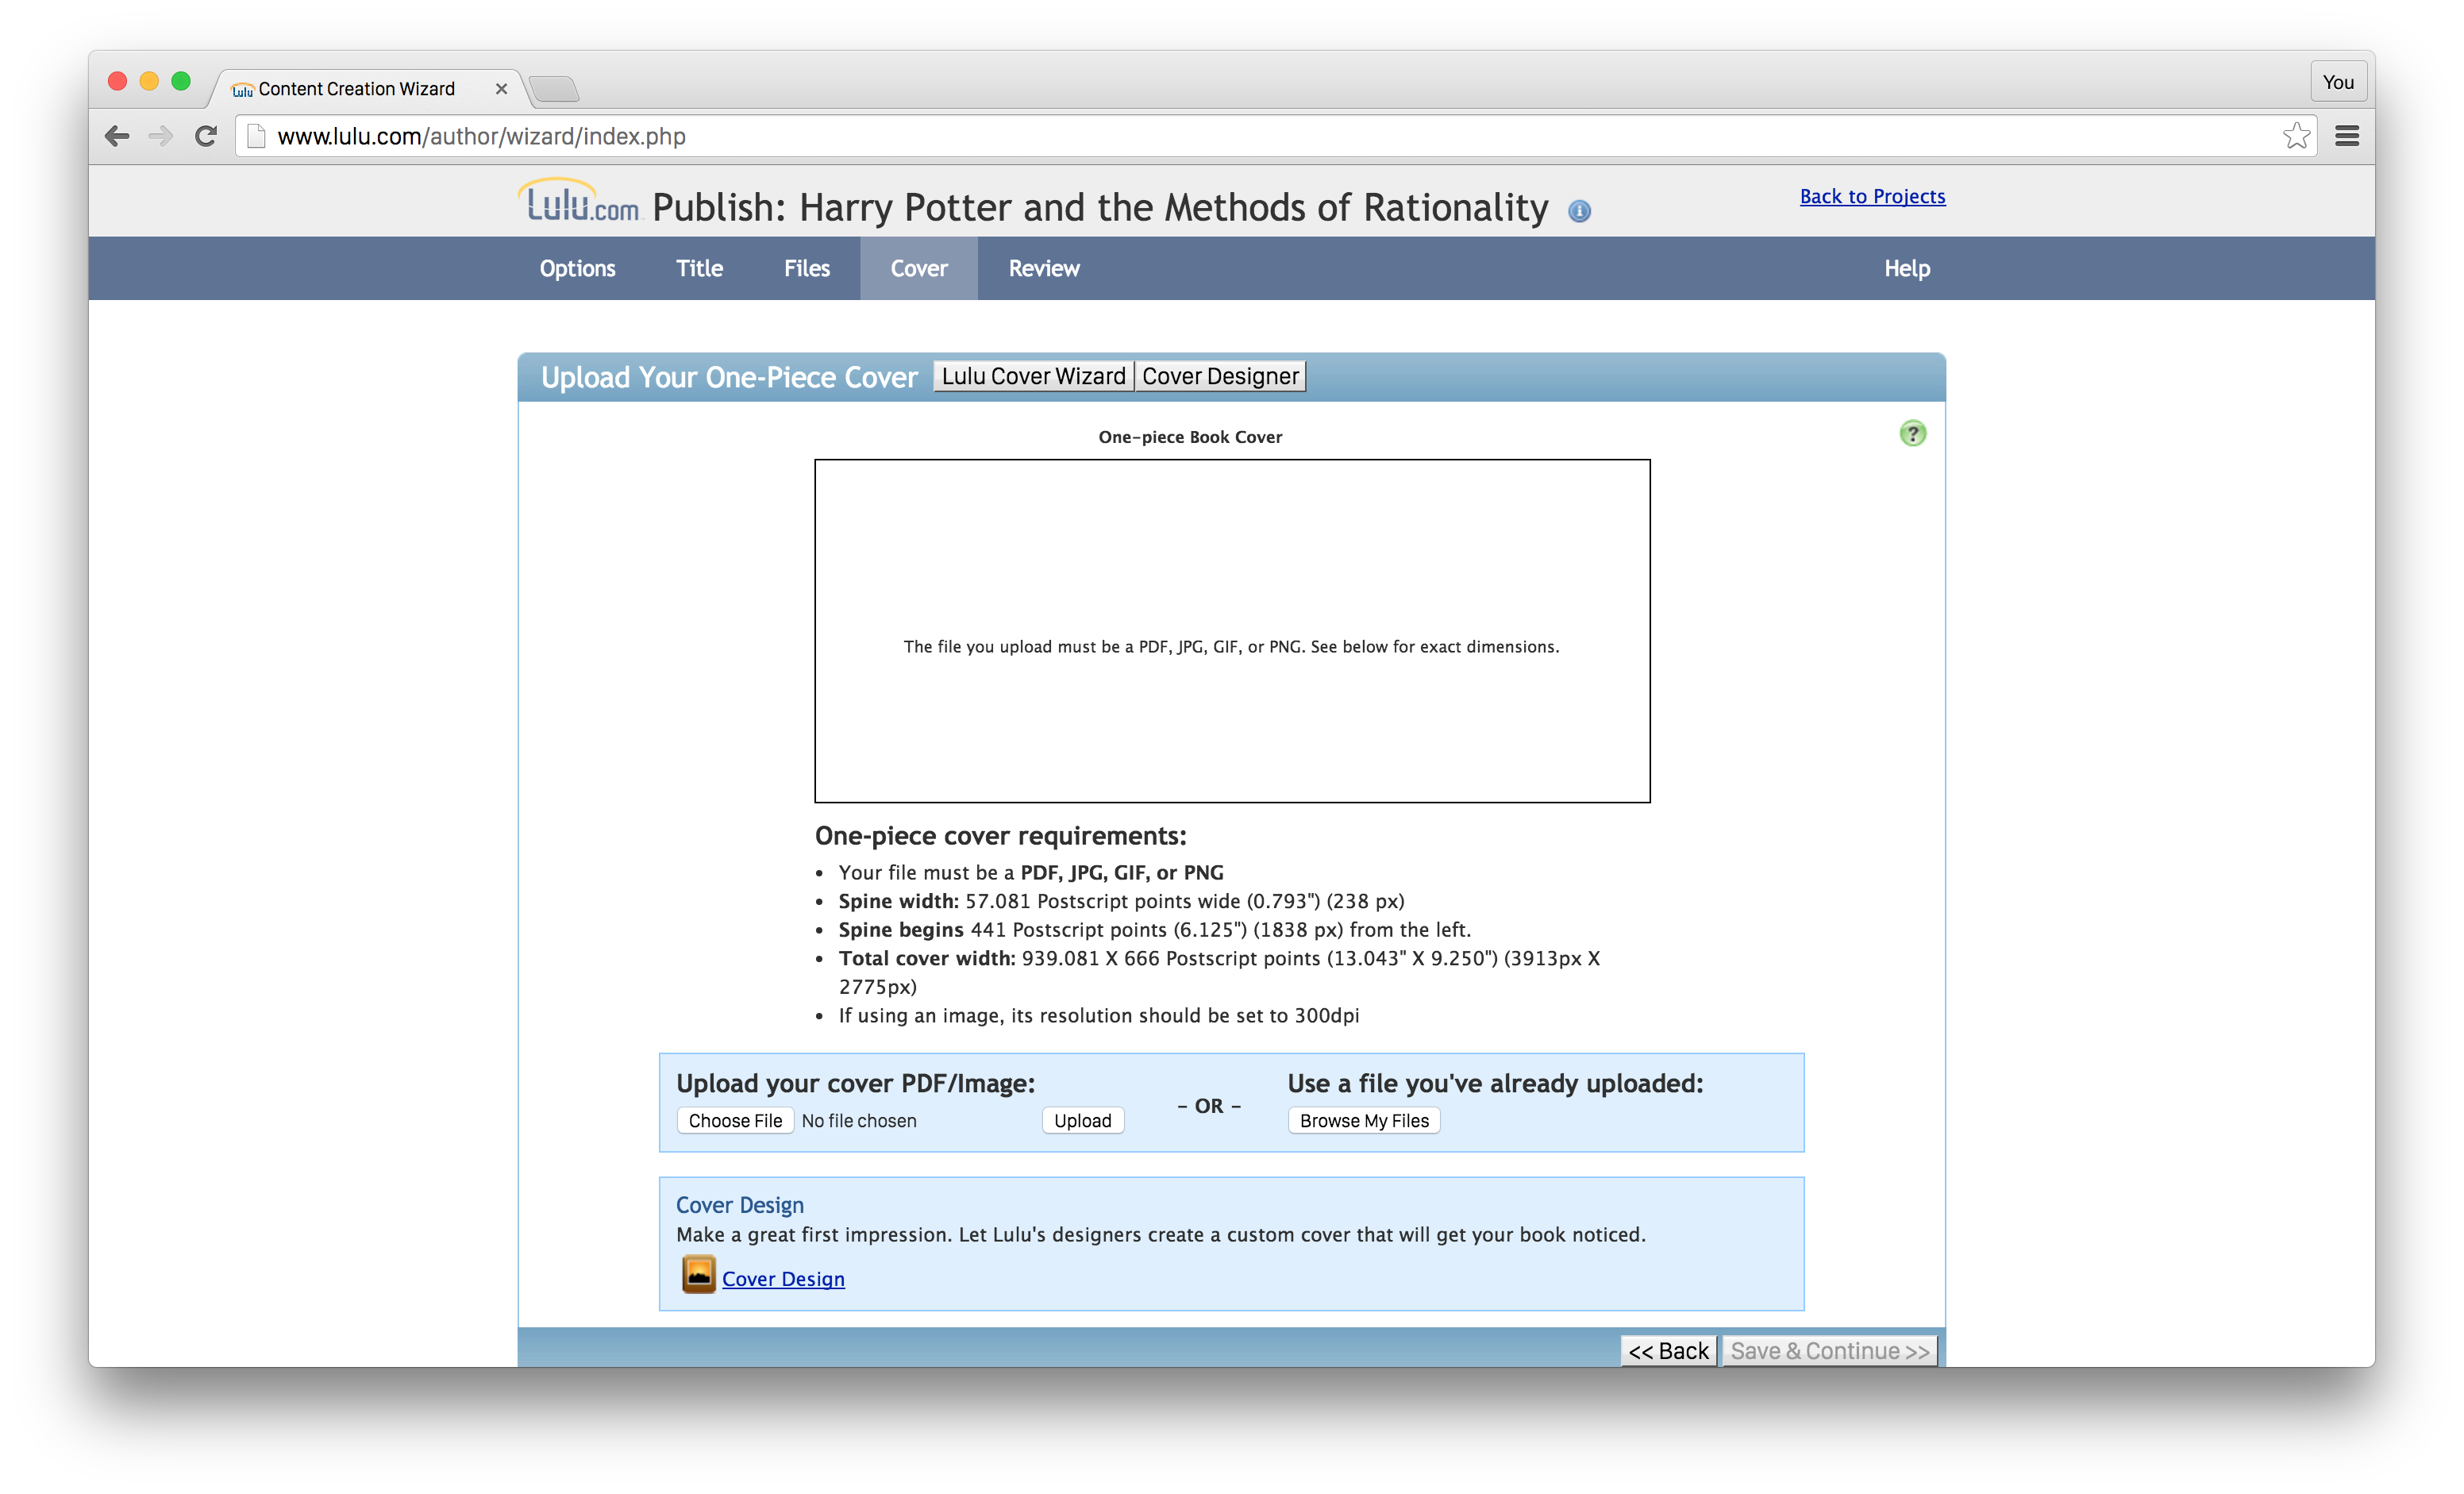 Lulu Content Creation Wizard
You
www.lulu.com/author/wizard/index.php
Lulu.com Publish: Harry Potter and the Methods of Rationality
Back to Projects
Options Title Files Cover Review Help
Upload Your One-Piece Cover Lulu Cover Wizard Cover Designer
One-piece Book Cover
?
The file you upload must be a PDF, JPG, GIF, or PNG. See below for exact dimensions.
One-piece cover requirements:
• Your file must be a PDF, JPG, GIF, or PNG
• Spine width: 57.081 Postscript points wide (0.793") (238 px)
• Spine begins 441 Postscript points (6.125") (1838 px) from the left.
• Total cover width: 939.081 X 666 Postscript points (13.043" X 9.250") (3913px X
2775px)
• If using an image, its resolution should be set to 300dpi
Upload your cover PDF/Image:
Choose File No file chosen Upload
- OR -
Use a file you've already uploaded:
Browse My Files
Cover Design
Make a great first impression. Let Lulu's designers create a custom cover that will get your book noticed.
Cover Design
<< Back Save & Continue >>